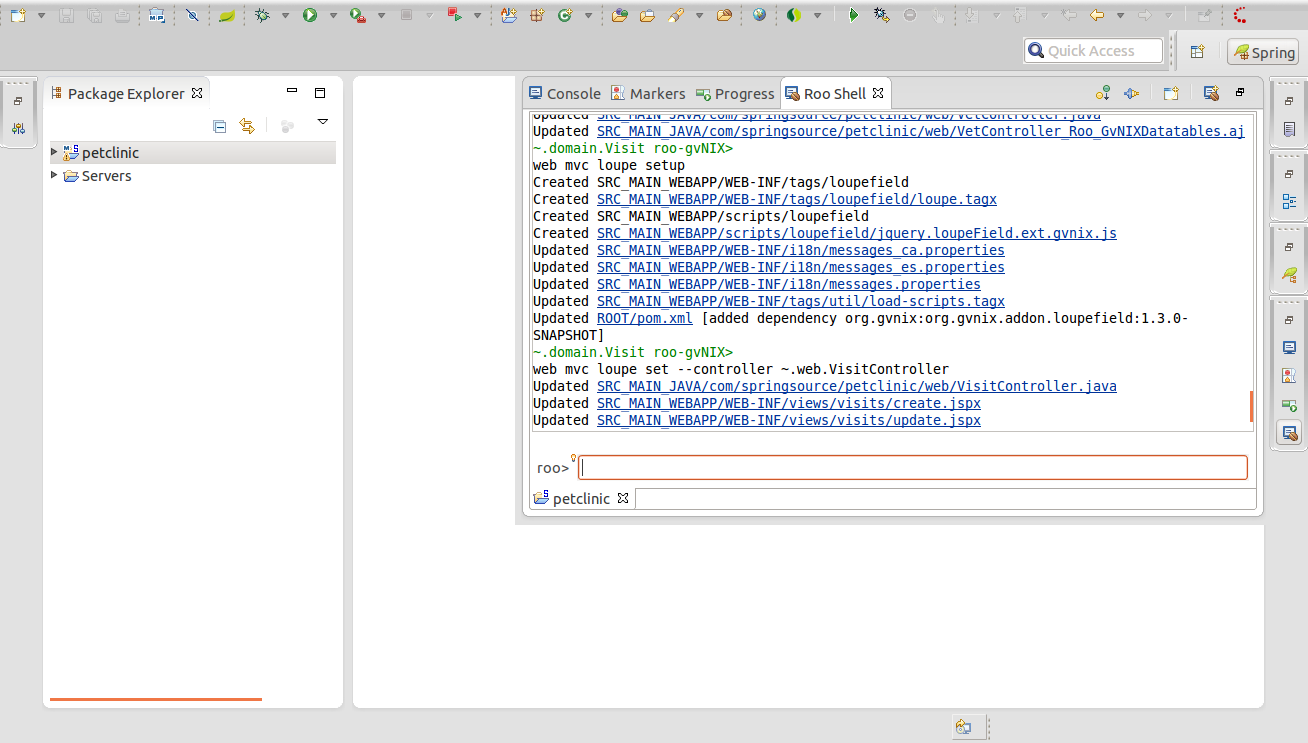 Quick Access
Spring
Package Explorer
petclinic
Servers
Console
Markers
Progress
Roo Shell
Updated SRC_MAIN_JAVA/com/springsource/petclinic/web/VetController.java
Updated SRC_MAIN_JAVA/com/springsource/petclinic/web/VetController_Roo_GvNIXDatatables.aj
~.domain.Visit roo-gvNIX>
web mvc loupe setup
Created SRC_MAIN_WEBAPP/WEB-INF/tags/loupefield
Created SRC_MAIN_WEBAPP/WEB-INF/tags/loupefield/loupe.tagx
Created SRC_MAIN_WEBAPP/scripts/loupefield
Created SRC_MAIN_WEBAPP/scripts/loupefield/jquery.loupeField.ext.gvnix.js
Updated SRC_MAIN_WEBAPP/WEB-INF/i18n/messages_ca.properties
Updated SRC_MAIN_WEBAPP/WEB-INF/i18n/messages_es.properties
Updated SRC_MAIN_WEBAPP/WEB-INF/i18n/messages.properties
Updated SRC_MAIN_WEBAPP/WEB-INF/tags/util/load-scripts.tagx
Updated ROOT/pom.xml [added dependency org.gvnix:org.gvnix.addon.loupefield:1.3.0-
SNAPSHOT]
~.domain.Visit roo-gvNIX>
web mvc loupe set --controller ~.web.VisitController
Updated SRC_MAIN_JAVA/com/springsource/petclinic/web/VisitController.java
Updated SRC_MAIN_WEBAPP/WEB-INF/views/visits/create.jspx
Updated SRC_MAIN_WEBAPP/WEB-INF/views/visits/update.jspx
roo>
petclinic